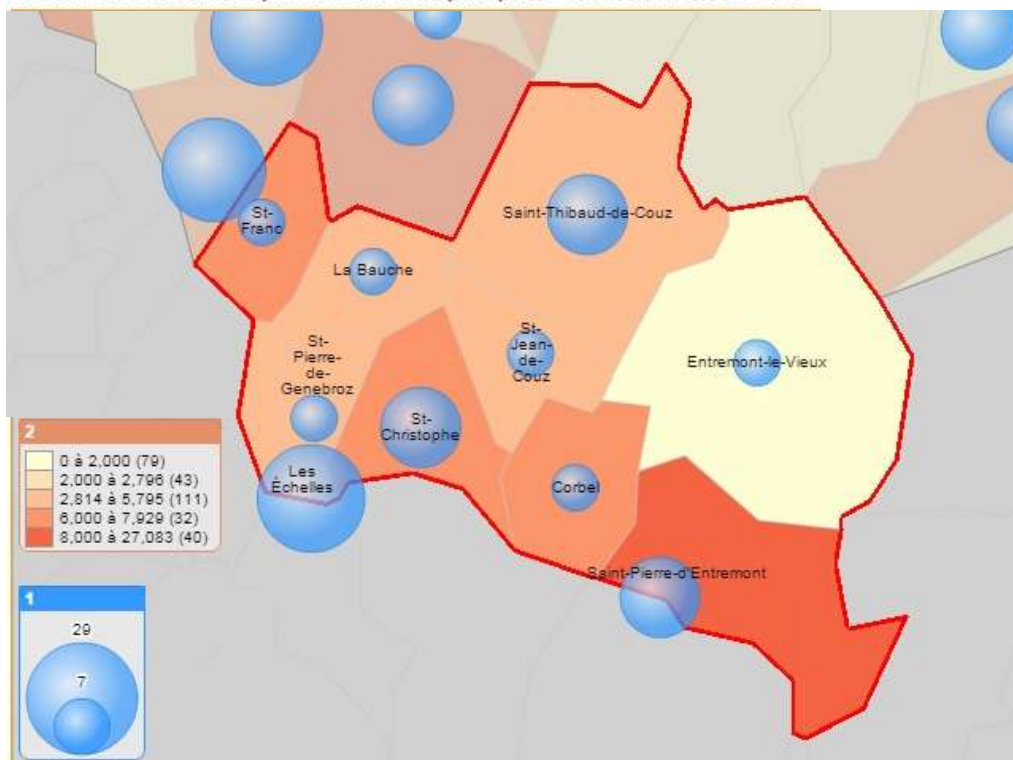 Saint-Thibaud-de-Couz
St-
Franc
La Bauche
St-
Pierre-
de-
Genebroz
St-
Jean-
de-
Couz
Entremont-le-Vieux
St-
Christophe
Les
Échelles
Corbel
Saint-Pierre-d'Entremont
2
0 à 2,000 (79)
2,000 à 2,796 (43)
2,814 à 5,795 (111)
6,000 à 7,929 (32)
8,000 à 27,083 (40)
1
29
7